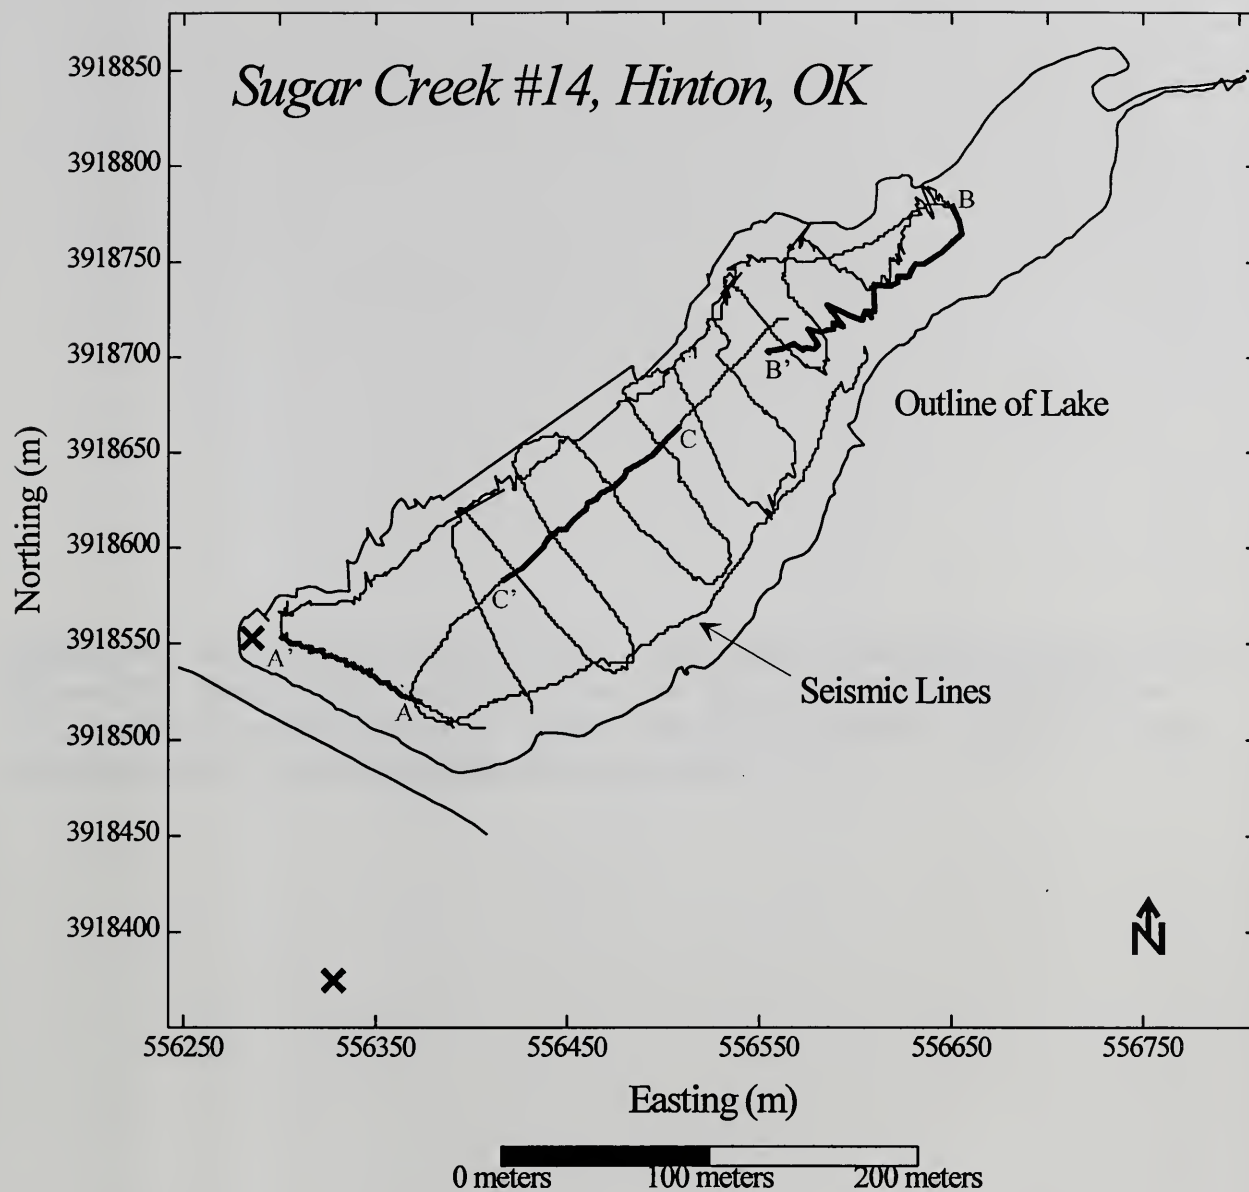 Sugar Creek #14, Hinton, OK
3918850
3918800
3918750
3918700
3918650
3918600
3918550
3918500
3918450
3918400
Northing (m)
B
B'
Outline of Lake
C
C'
A'
A
Seismic Lines
N
556250 556350 556450 556550 556650 556750
Easting (m)
0 meters 100 meters 200 meters